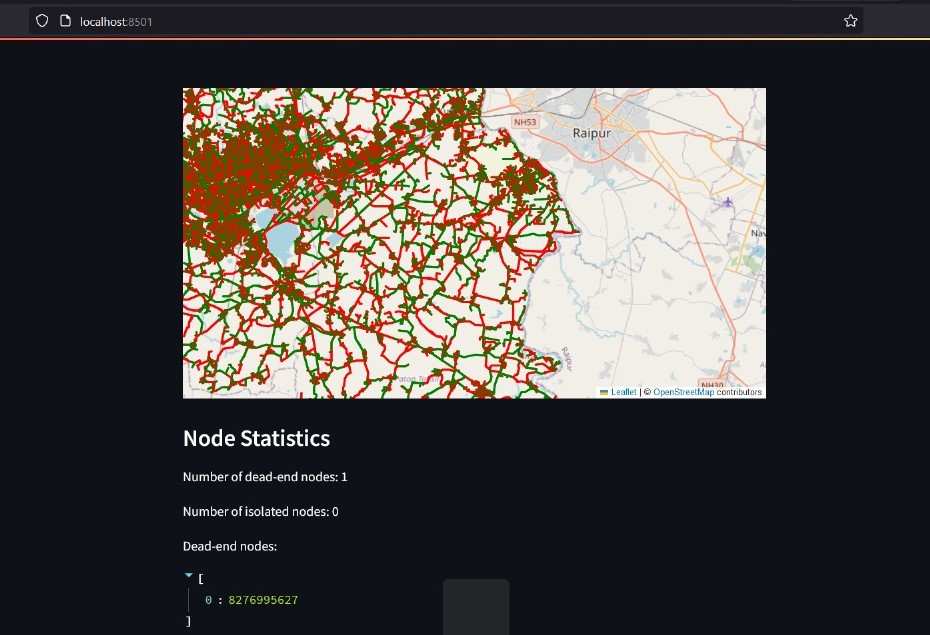 localhost:8501
NH53
Raipur
Nav
Raipur
NH30
Leaflet | © OpenStreetMap contributors
Node Statistics
Number of dead-end nodes: 1
Number of isolated nodes: 0
Dead-end nodes:
[
0 : 8276995627
]